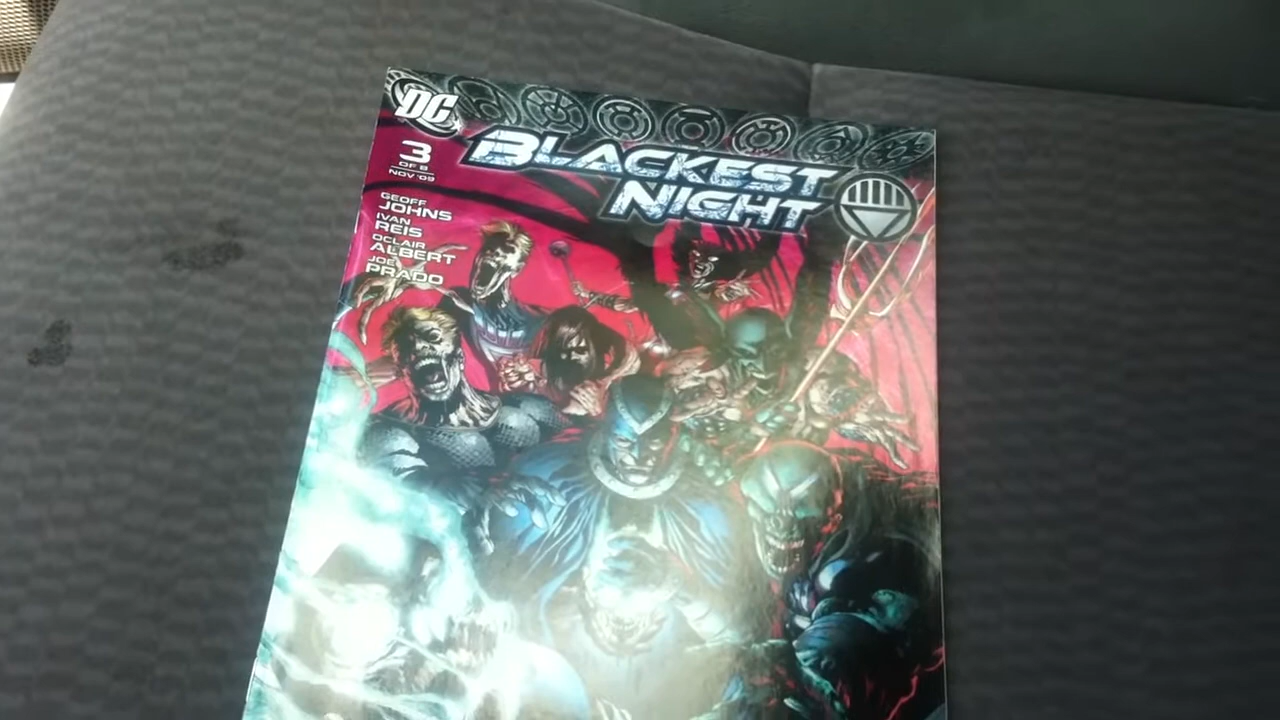 DC
3
OF 8
NOV '09
BLACKEST
NIGHT
GEOFF
JOHNS
IVAN
REIS
OCLAIR
ALBERT
JOE
PRADO